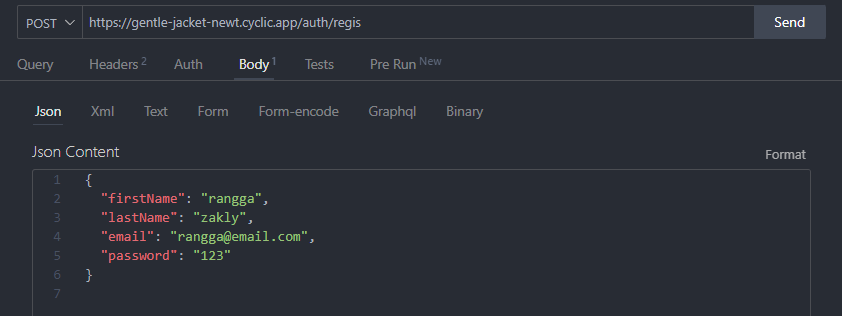 POST https://gentle-jacket-newt.cyclic.app/auth/regis Send
Query Headers 2 Auth Body 1 Tests Pre Run New
Json Xml Text Form Form-encode Graphql Binary
Json Content Format
1 {
2 "firstName": "rangga",
3 "lastName": "zakly",
4 "email": "rangga@email.com",
5 "password": "123"
6 }
7